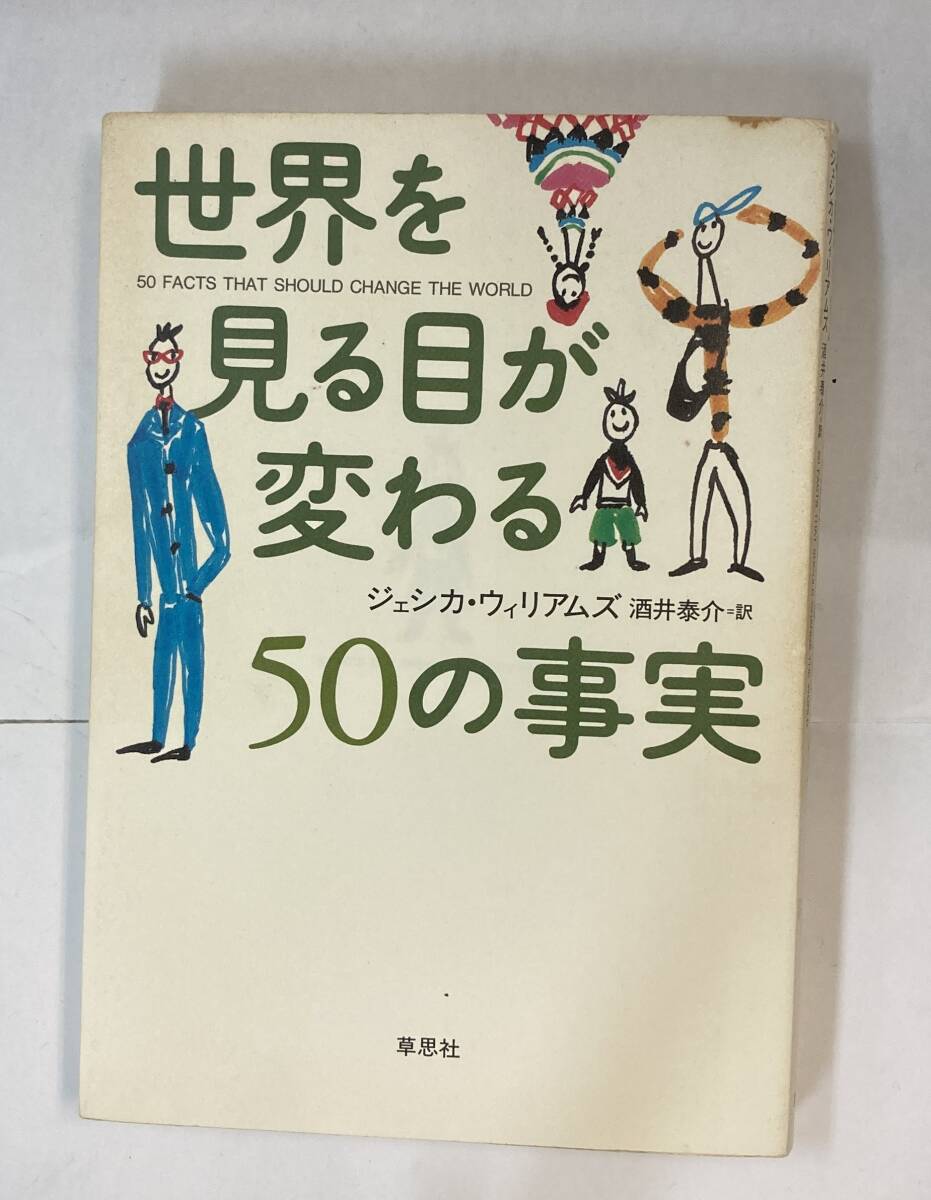 世界を
50 FACTS THAT SHOULD CHANGE THE WORLD
見る目が
変わる
ジェシカ・ウィリアムズ 酒井泰介=訳
50の事実
草思社